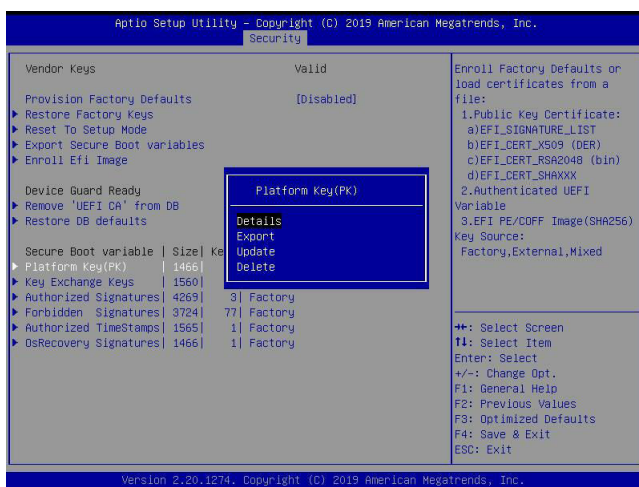 Aptio Setup Utility – Copyright (C) 2019 American Megatrends, Inc.
Security
Vendor Keys Valid
Provision Factory Defaults [Disabled]
Restore Factory Keys
Reset To Setup Mode
Export Secure Boot variables
Enroll Efi Image
Device Guard Ready
Remove 'UEFI CA' from DB
Restore DB defaults
Secure Boot variable | Size| Ke
Platform Key(PK) | 1466|
Key Exchange Keys | 1560|
Authorized Signatures| 4269| 3| Factory
Forbidden Signatures| 3724| 77| Factory
Authorized TimeStamps| 1565| 1| Factory
OsRecovery Signatures| 1466| 1| Factory
Platform Key(PK)
Details
Export
Update
Delete
Enroll Factory Defaults or
load certificates from a
file:
1.Public Key Certificate:
a)EFI_SIGNATURE_LIST
b)EFI_CERT_X509 (DER)
c)EFI_CERT_RSA2048 (bin)
d)EFI_CERT_SHAXXX
2.Authenticated UEFI
Variable
3.EFI PE/COFF Image(SHA256)
Key Source:
Factory,External,Mixed
→←: Select Screen
↑↓: Select Item
Enter: Select
+/-: Change Opt.
F1: General Help
F2: Previous Values
F3: Optimized Defaults
F4: Save & Exit
ESC: Exit
Version 2.20.1274. Copyright (C) 2019 American Megatrends, Inc.